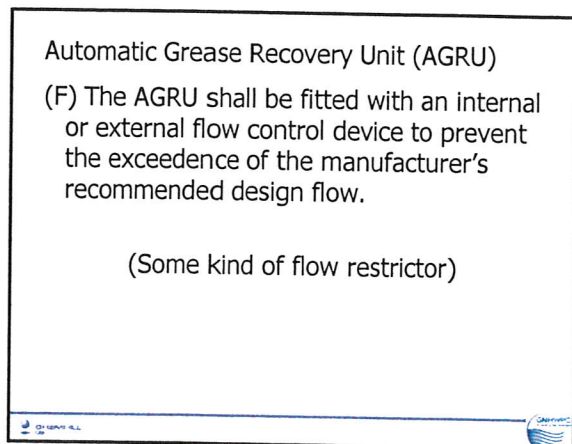 Automatic Grease Recovery Unit (AGRU)
(F) The AGRU shall be fitted with an internal
or external flow control device to prevent
the exceedence of the manufacturer's
recommended design flow.
(Some kind of flow restrictor)